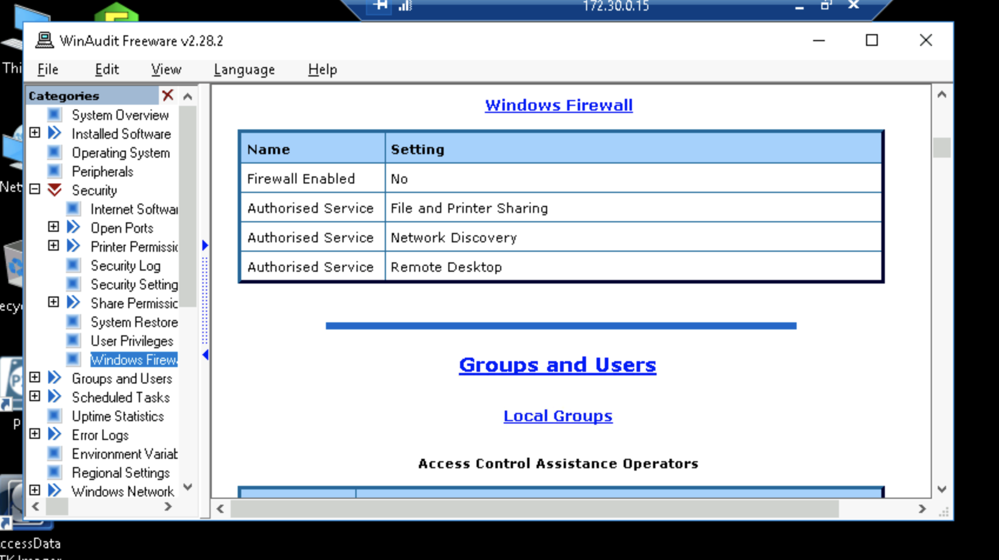 172.30.0.15
WinAudit Freeware v2.28.2
File Edit View Language Help
Categories
System Overview
Installed Software
Operating System
Peripherals
Security
Internet Softwar
Open Ports
Printer Permissic
Security Log
Security Setting
Share Permissic
System Restore
User Privileges
Windows Firewa
Groups and Users
Scheduled Tasks
Uptime Statistics
Error Logs
Environment Variab
Regional Settings
Windows Network
Windows Firewall
Name Setting
Firewall Enabled No
Authorised Service File and Printer Sharing
Authorised Service Network Discovery
Authorised Service Remote Desktop
Groups and Users
Local Groups
Access Control Assistance Operators
Thi
Net
ecy
P
ccessData